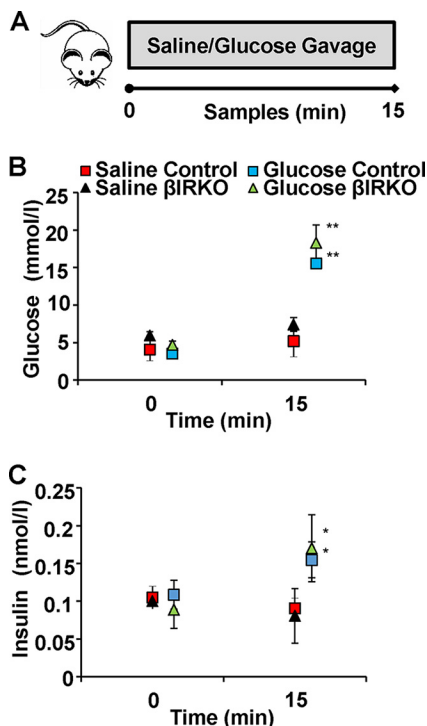 A
Saline/Glucose Gavage
0 Samples (min) 15
B
Saline Control Glucose Control
Saline βIRKO Glucose βIRKO
25
20
15
10
5
0
Glucose (mmol/l)
**
**
0 15
Time (min)
C
0.25
0.2
0.15
0.1
0.05
0
Insulin (nmol/l)
*
*
0 15
Time (min)